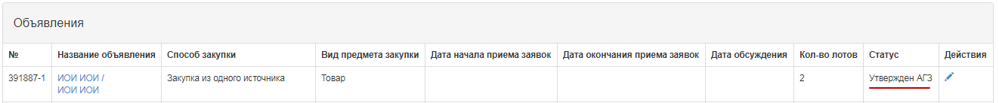 Объявления
№ Название объявления Способ закупки Вид предмета закупки Дата начала приема заявок Дата окончания приема заявок Дата обсуждения Кол-во лотов Статус Действия
391887-1 ИОИ ИОИ / Закупка из одного источника Товар 2 Утвержден АГЗ
ИОИ ИОИ